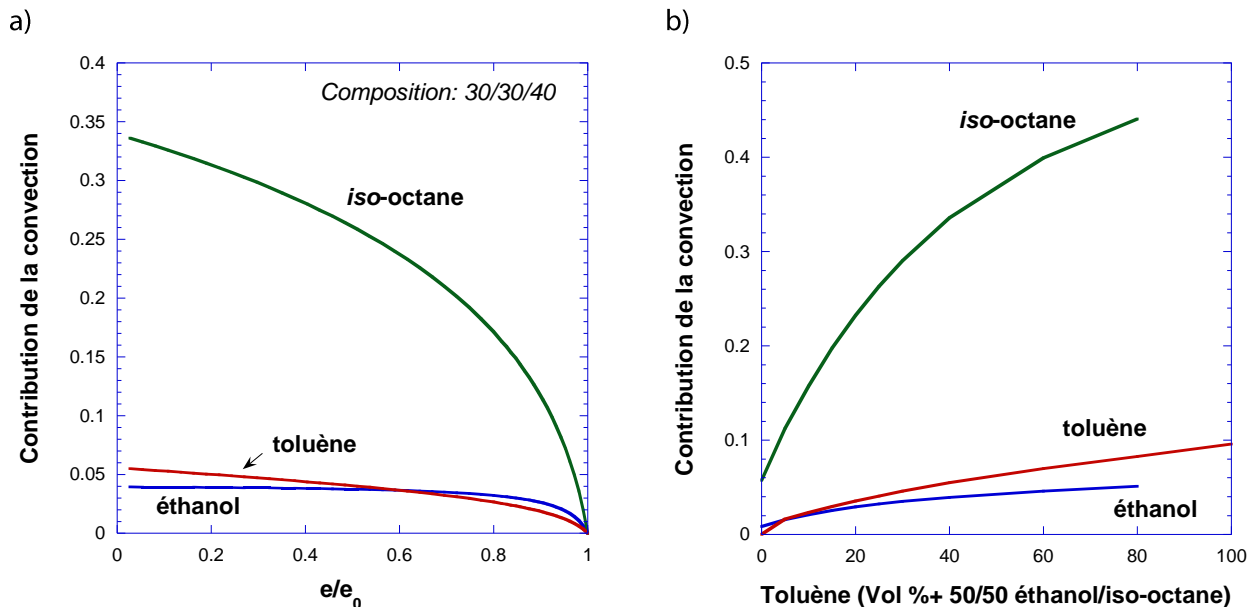 a)
Contribution de la convection
0.4
0.35
0.3
0.25
0.2
0.15
0.1
0.05
0
Composition: 30/30/40
iso-octane
toluène
éthanol
0
0.2
0.4
0.6
0.8
1
e/e0
b)
Contribution de la convection
0.5
0.4
0.3
0.2
0.1
0
iso-octane
toluène
éthanol
0
20
40
60
80
100
Toluène (Vol %+ 50/50 éthanol/iso-octane)